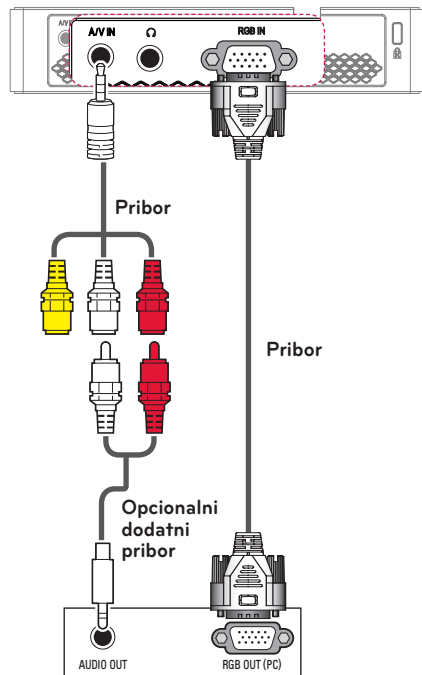 A/V IN
RGB IN
Pribor
Pribor
Opcionalni
dodatni
pribor
AUDIO OUT
RGB OUT (PC)